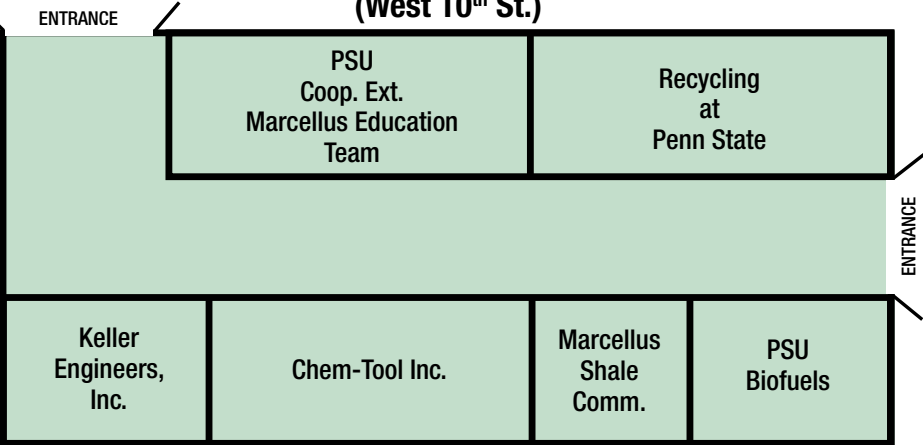 (West 10th St.)
ENTRANCE
PSU
Coop. Ext.
Marcellus Education
Team
Recycling
at
Penn State
ENTRANCE
Keller
Engineers,
Inc.
Chem-Tool Inc.
Marcellus
Shale
Comm.
PSU
Biofuels